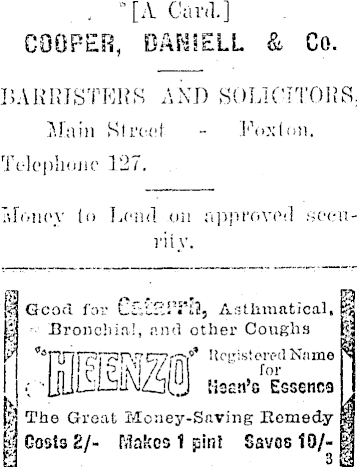 [A Card.]
COOPER, DANIELL & Co.
BARRISTERS AND SOLICITORS,
Main Street - Foxton.
Telephone 127.
Money to Lend on approved secu-
rity.
Good for Catarrh, Asthmatical,
Bronchial, and other Coughs
"HEENZO" Registered Name
for
Hean's Essence
The Great Money-Saving Remedy
Costs 2/- Makes 1 pint Saves 10/-
3